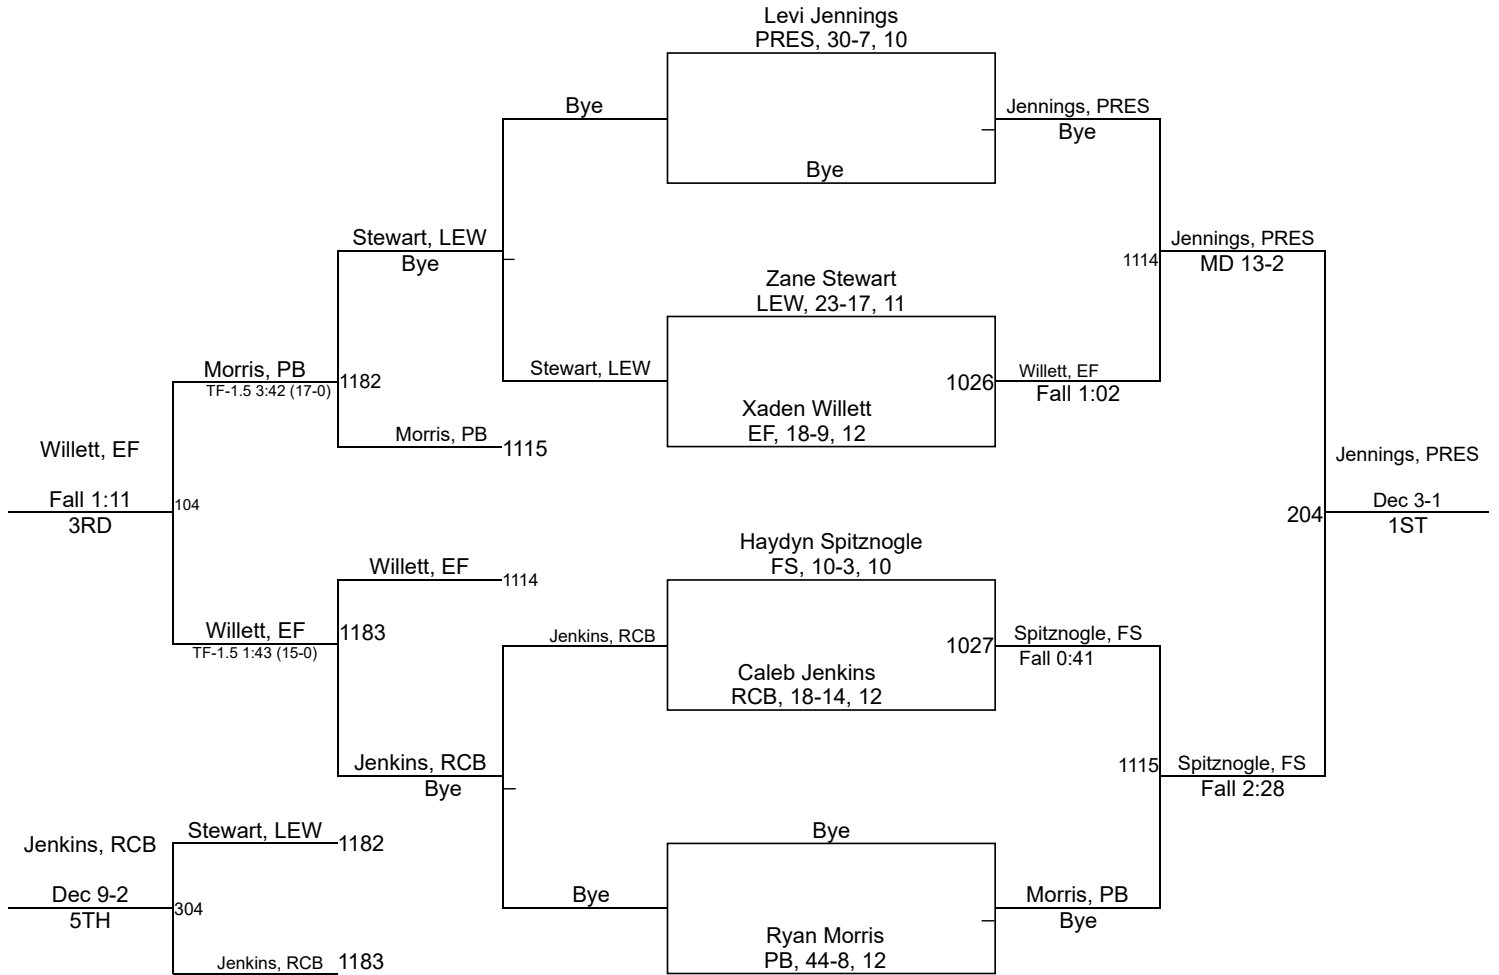 Levi Jennings
PRES, 30-7, 10
Bye
Jennings, PRES
Bye
Bye
Stewart, LEW
Bye
Jennings, PRES
MD 13-2
1114
Zane Stewart
LEW, 23-17, 11
Stewart, LEW
Morris, PB
TF-1.5 3:42 (17-0)
1182
1026
Willett, EF
Fall 1:02
Xaden Willett
EF, 18-9, 12
Morris, PB
1115
Willett, EF
Fall 1:11
3RD
104
Jennings, PRES
Dec 3-1
1ST
204
Haydyn Spitznogle
FS, 10-3, 10
Willett, EF
1114
Willett, EF
TF-1.5 1:43 (15-0)
1183
Jenkins, RCB
1027
Spitznogle, FS
Fall 0:41
Caleb Jenkins
RCB, 18-14, 12
Jenkins, RCB
Bye
1115
Spitznogle, FS
Fall 2:28
Stewart, LEW
1182
Jenkins, RCB
Dec 9-2
5TH
304
Bye
Bye
Morris, PB
Bye
Ryan Morris
PB, 44-8, 12
Jenkins, RCB
1183